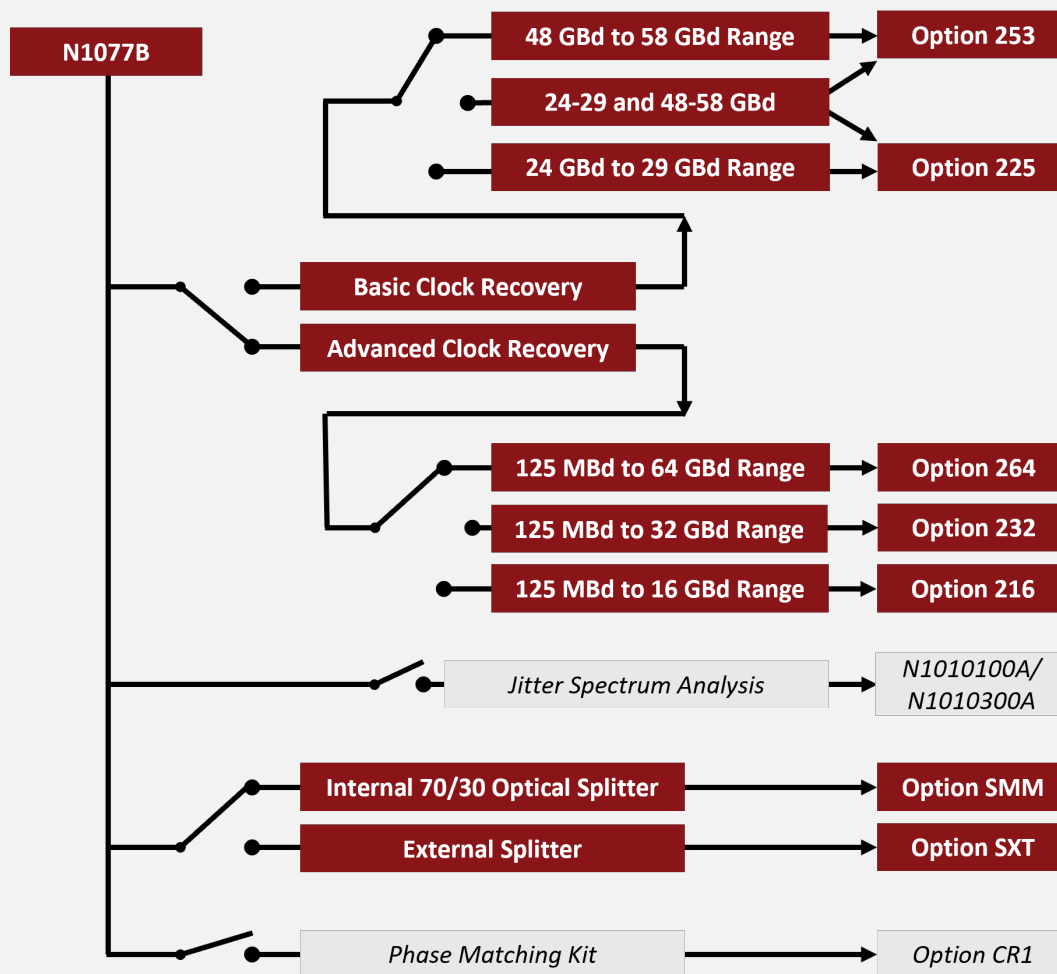 N1077B
48 GBd to 58 GBd Range
Option 253
24-29 and 48-58 GBd
24 GBd to 29 GBd Range
Option 225
Basic Clock Recovery
Advanced Clock Recovery
125 MBd to 64 GBd Range
Option 264
125 MBd to 32 GBd Range
Option 232
125 MBd to 16 GBd Range
Option 216
Jitter Spectrum Analysis
N1010100A/
N1010300A
Internal 70/30 Optical Splitter
Option SMM
External Splitter
Option SXT
Phase Matching Kit
Option CR1